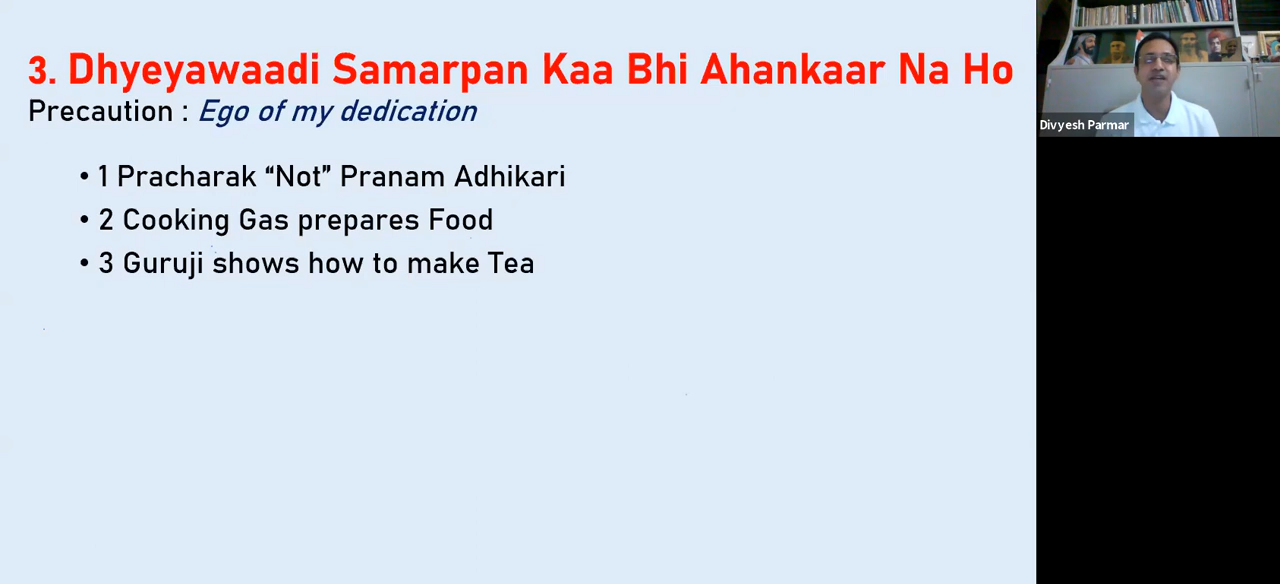 3. Dhyeyawaadi Samarpan Kaa Bhi Ahankaar Na Ho
Precaution : Ego of my dedication
• 1 Pracharak “Not” Pranam Adhikari
• 2 Cooking Gas prepares Food
• 3 Guruji shows how to make Tea
Divyesh Parmar